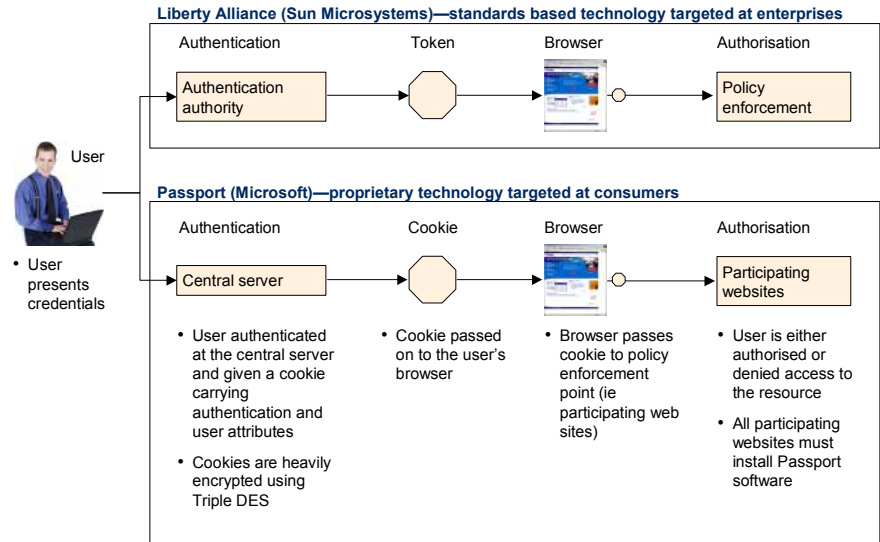 Liberty Alliance (Sun Microsystems)—standards based technology targeted at enterprises
Authentication
Token
Browser
Authorisation
Authentication
authority
Policy
enforcement
User
• User
presents
credentials
Passport (Microsoft)—proprietary technology targeted at consumers
Authentication
Cookie
Browser
Authorisation
Central server
Participating
websites
• User authenticated
at the central server
and given a cookie
carrying
authentication and
user attributes
• Cookies are heavily
encrypted using
Triple DES
• Cookie passed
on to the user's
browser
• Browser passes
cookie to policy
enforcement
point (ie
participating web
sites)
• User is either
authorised or
denied access to
the resource
• All participating
websites must
install Passport
software